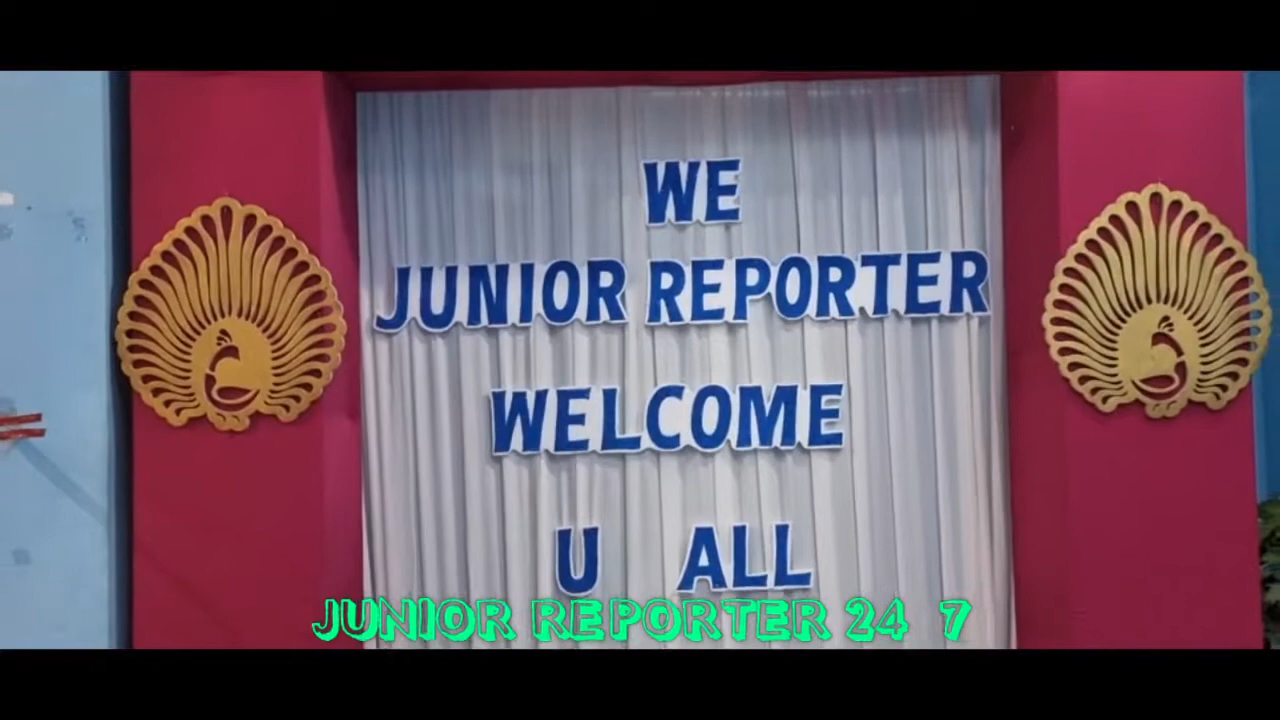 WE
JUNIOR REPORTER
WELCOME
U ALL
JUNIOR REPORTER 24 7